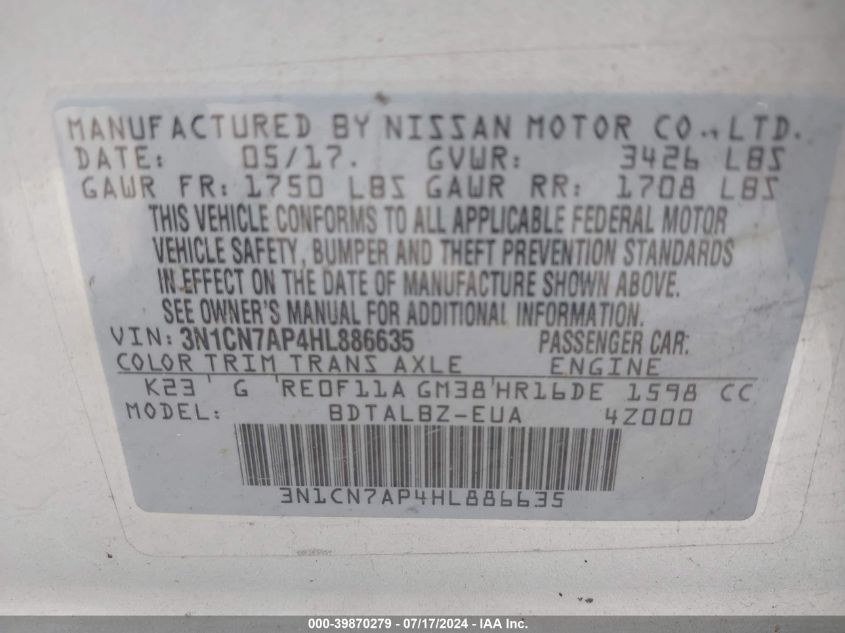 MANUFACTURED BY NISSAN MOTOR CO., LTD.
DATE: 05/17. GVWR: 3426 LBS
GAWR FR: 1750 LBS GAWR RR: 1708 LBS
THIS VEHICLE CONFORMS TO ALL APPLICABLE FEDERAL MOTOR
VEHICLE SAFETY, BUMPER AND THEFT PREVENTION STANDARDS
IN EFFECT ON THE DATE OF MANUFACTURE SHOWN ABOVE.
SEE OWNER'S MANUAL FOR ADDITIONAL INFORMATION.
VIN: 3N1CN7AP4HL886635 PASSENGER CAR:
COLOR TRIM TRANS AXLE ENGINE
K23 ' G ' RE0F11A GM38 ' HR16DE 1598 CC
MODEL: BDTALBZ-EUA 4Z000
3N1CN7AP4HL886635
000-39870279 - 07/17/2024 - IAA Inc.